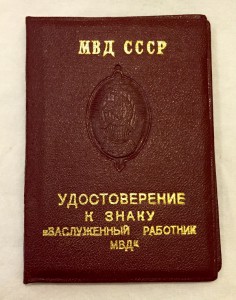 МВД СССР
УДОСТОВЕРЕНИЕ
К ЗНАКУ
„ЗАСЛУЖЕННЫЙ РАБОТНИК
МВД“